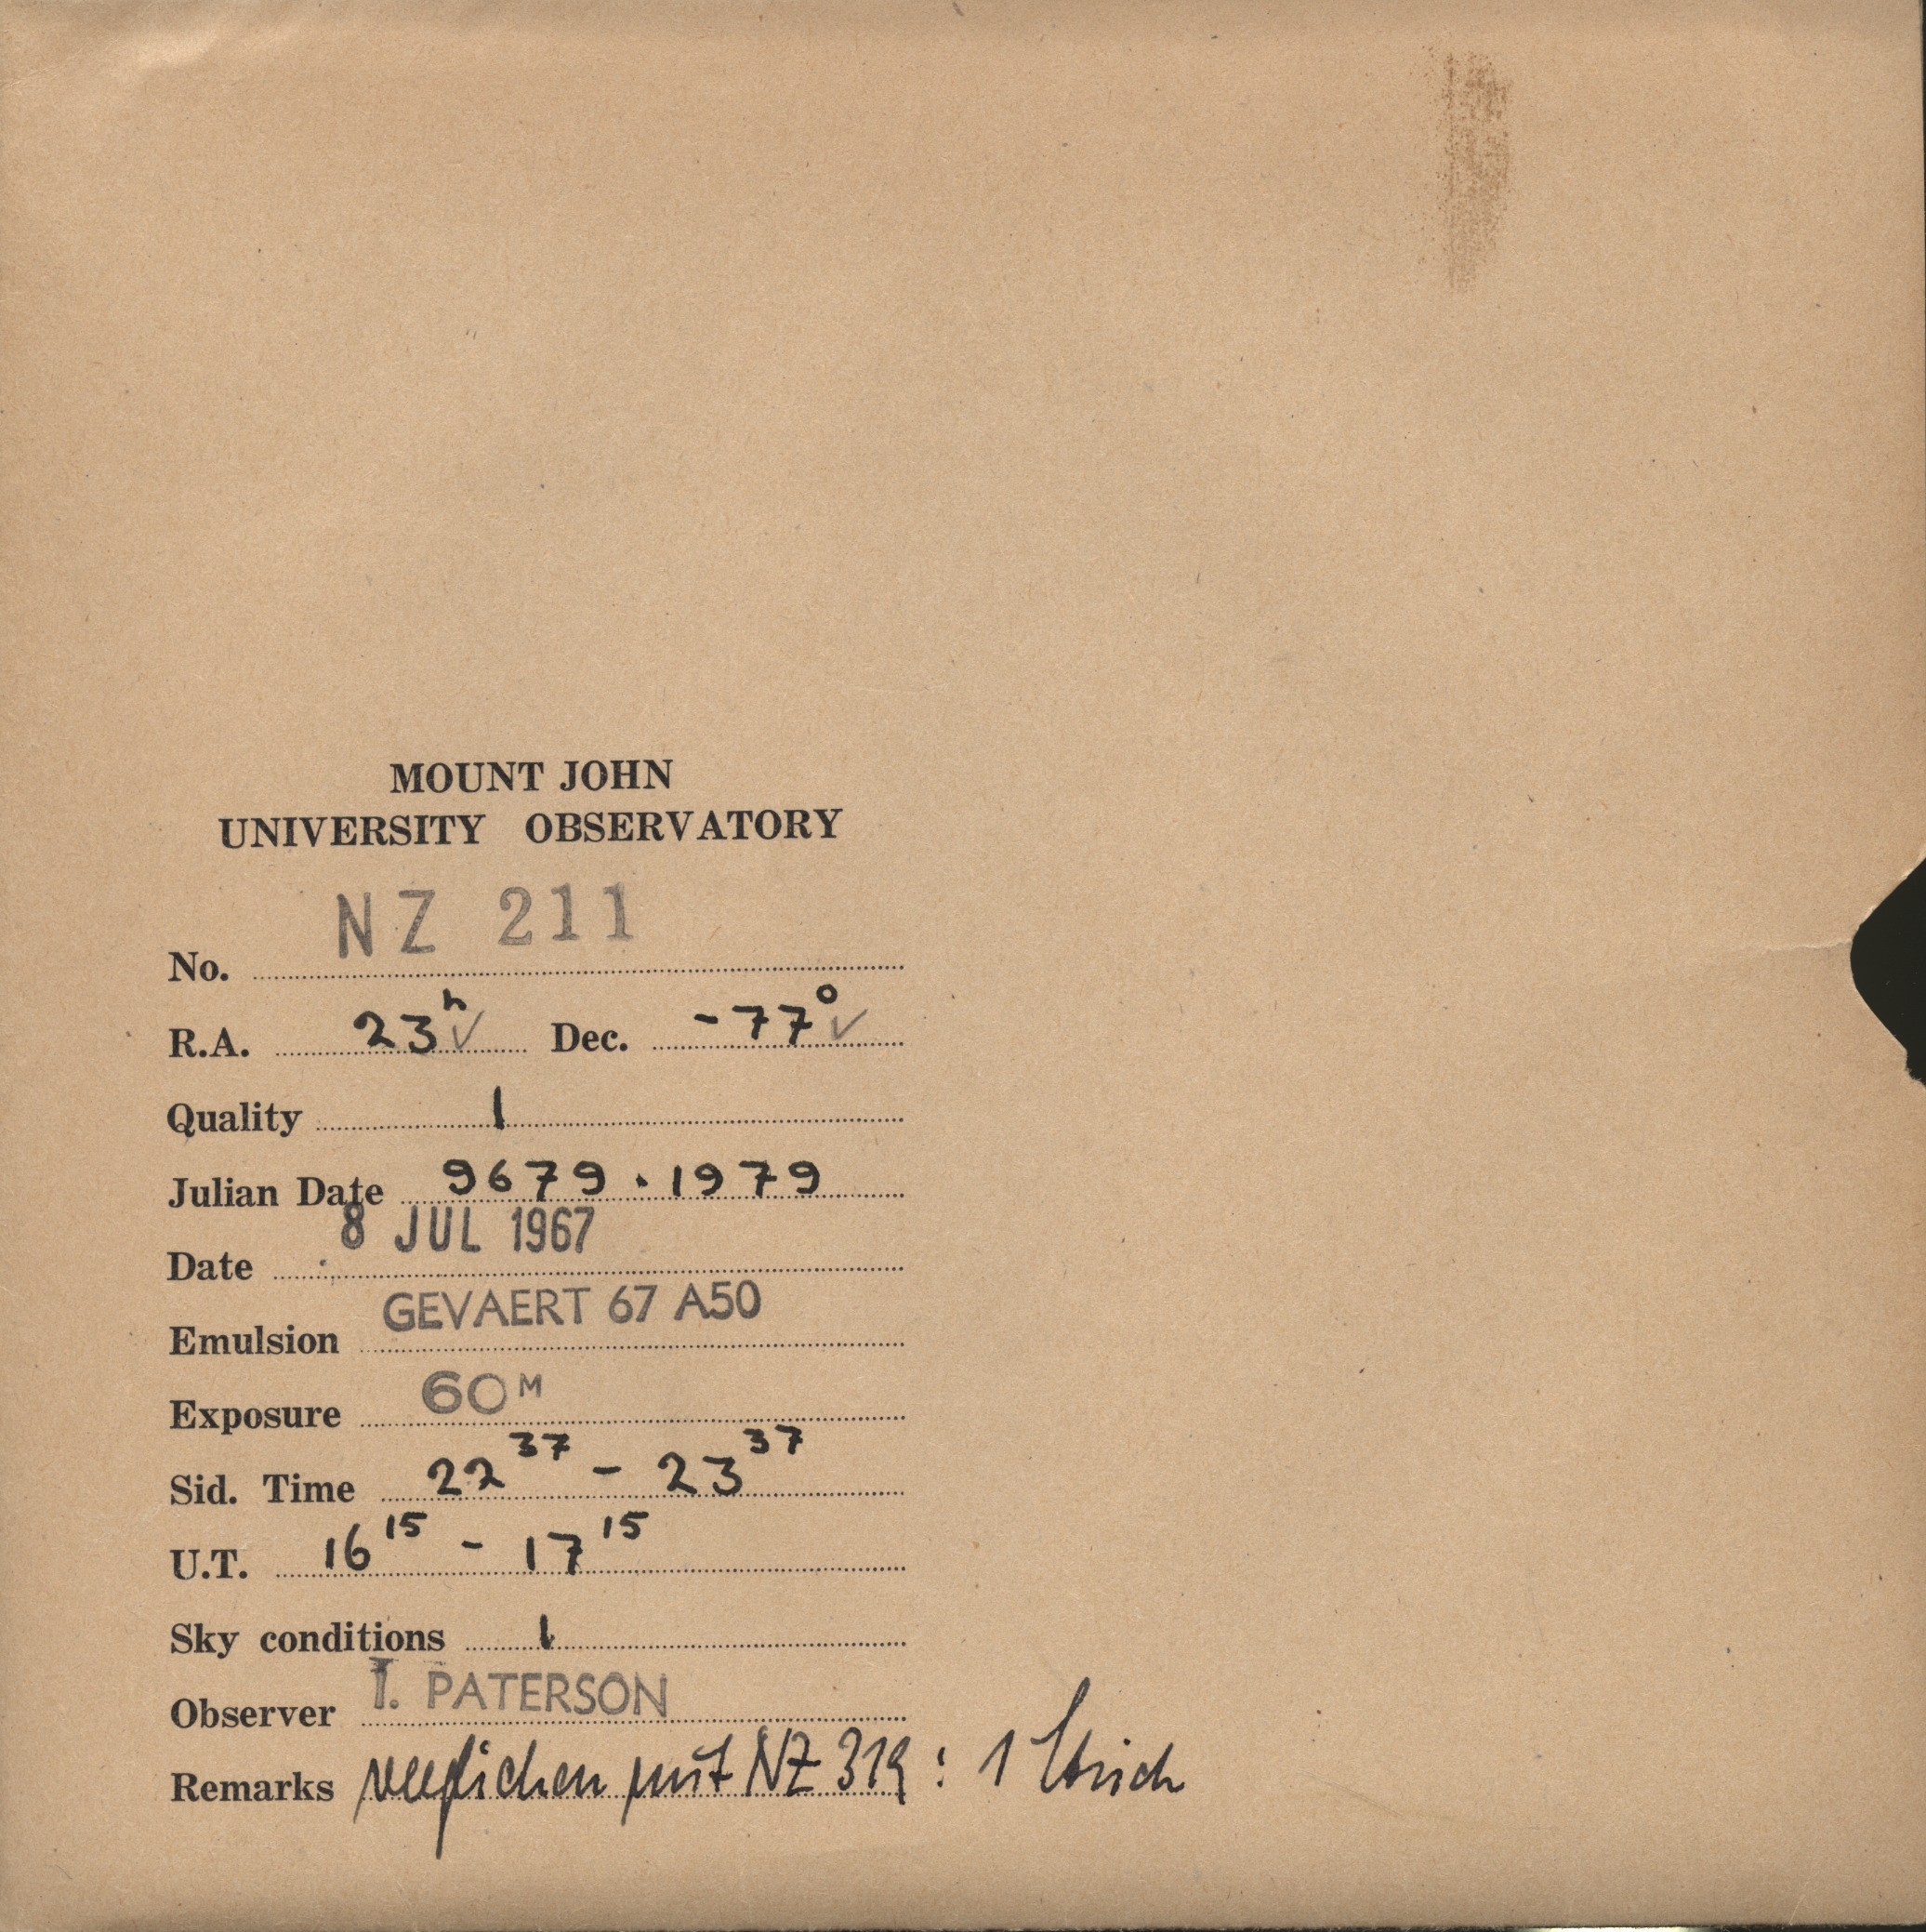 MOUNT JOHN
UNIVERSITY OBSERVATORY
No. NZ 211
R.A. 23h ✓ Dec. -77° ✓
Quality 1
Julian Date 9679.1979
Date 8 JUL 1967
Emulsion GEVAERT 67 A50
Exposure 60M
Sid. Time 22 37 - 23 37
U.T. 16 15 - 17 15
Sky conditions 1
Observer I. PATERSON
Remarks verglichen mit NZ 319: 1 Strich